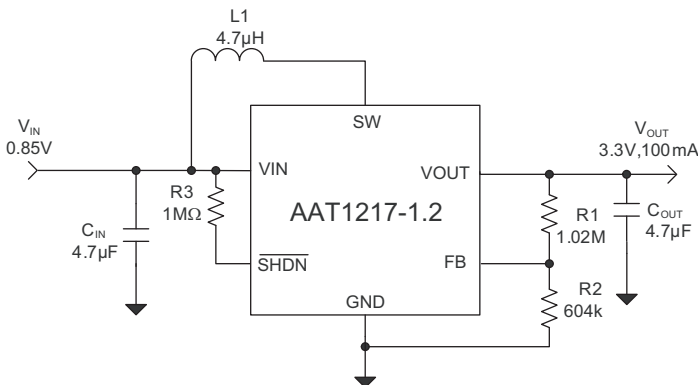 L1
4.7µH
SW
VIN
0.85V
VIN
VOUT
VOUT
3.3V,100mA
R3
1MΩ
AAT1217-1.2
R1
1.02M
COUT
4.7µF
CIN
4.7µF
SHDN
FB
GND
R2
604k